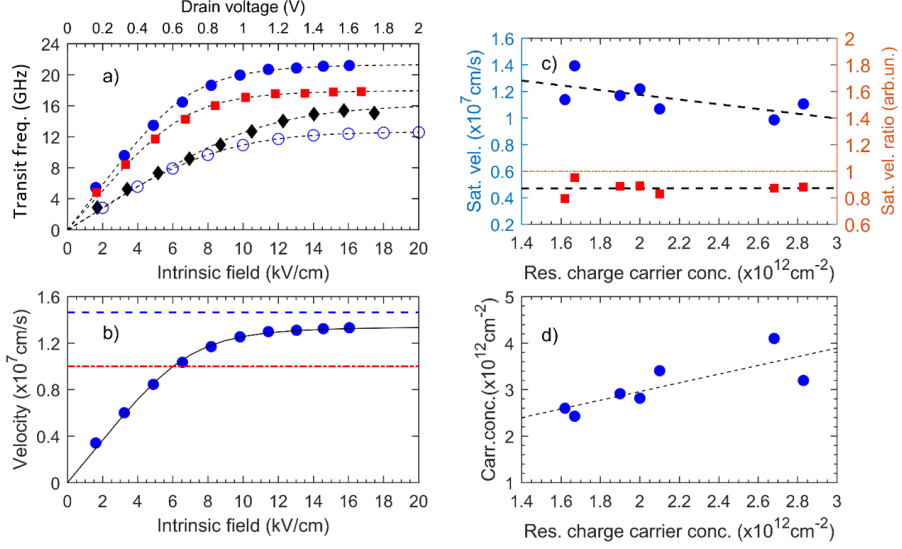 Drain voltage (V)
0 0.2 0.4 0.6 0.8 1 1.2 1.4 1.6 1.8 2
Transit freq. (GHz)
24
20
16
12
8
4
0
a)
0 2 4 6 8 10 12 14 16 18 20
Intrinsic field (kV/cm)
Velocity (x10^7cm/s)
1.6
1.2
0.8
0.4
0
b)
0 2 4 6 8 10 12 14 16 18 20
Intrinsic field (kV/cm)
Sat. vel. (x10^7cm/s)
1.6
1.4
1.2
1
0.8
0.6
0.4
0.2
c)
2
1.8
1.6
1.4
1.2
1
0.8
0.6
Sat. vel. ratio (arb.un.)
1.4 1.6 1.8 2 2.2 2.4 2.6 2.8 3
Res. charge carrier conc. (x10^12cm^-2)
Carr.conc.(x10^12cm^-2)
5
4
3
2
1
d)
1.4 1.6 1.8 2 2.2 2.4 2.6 2.8 3
Res. charge carrier conc. (x10^12cm^-2)